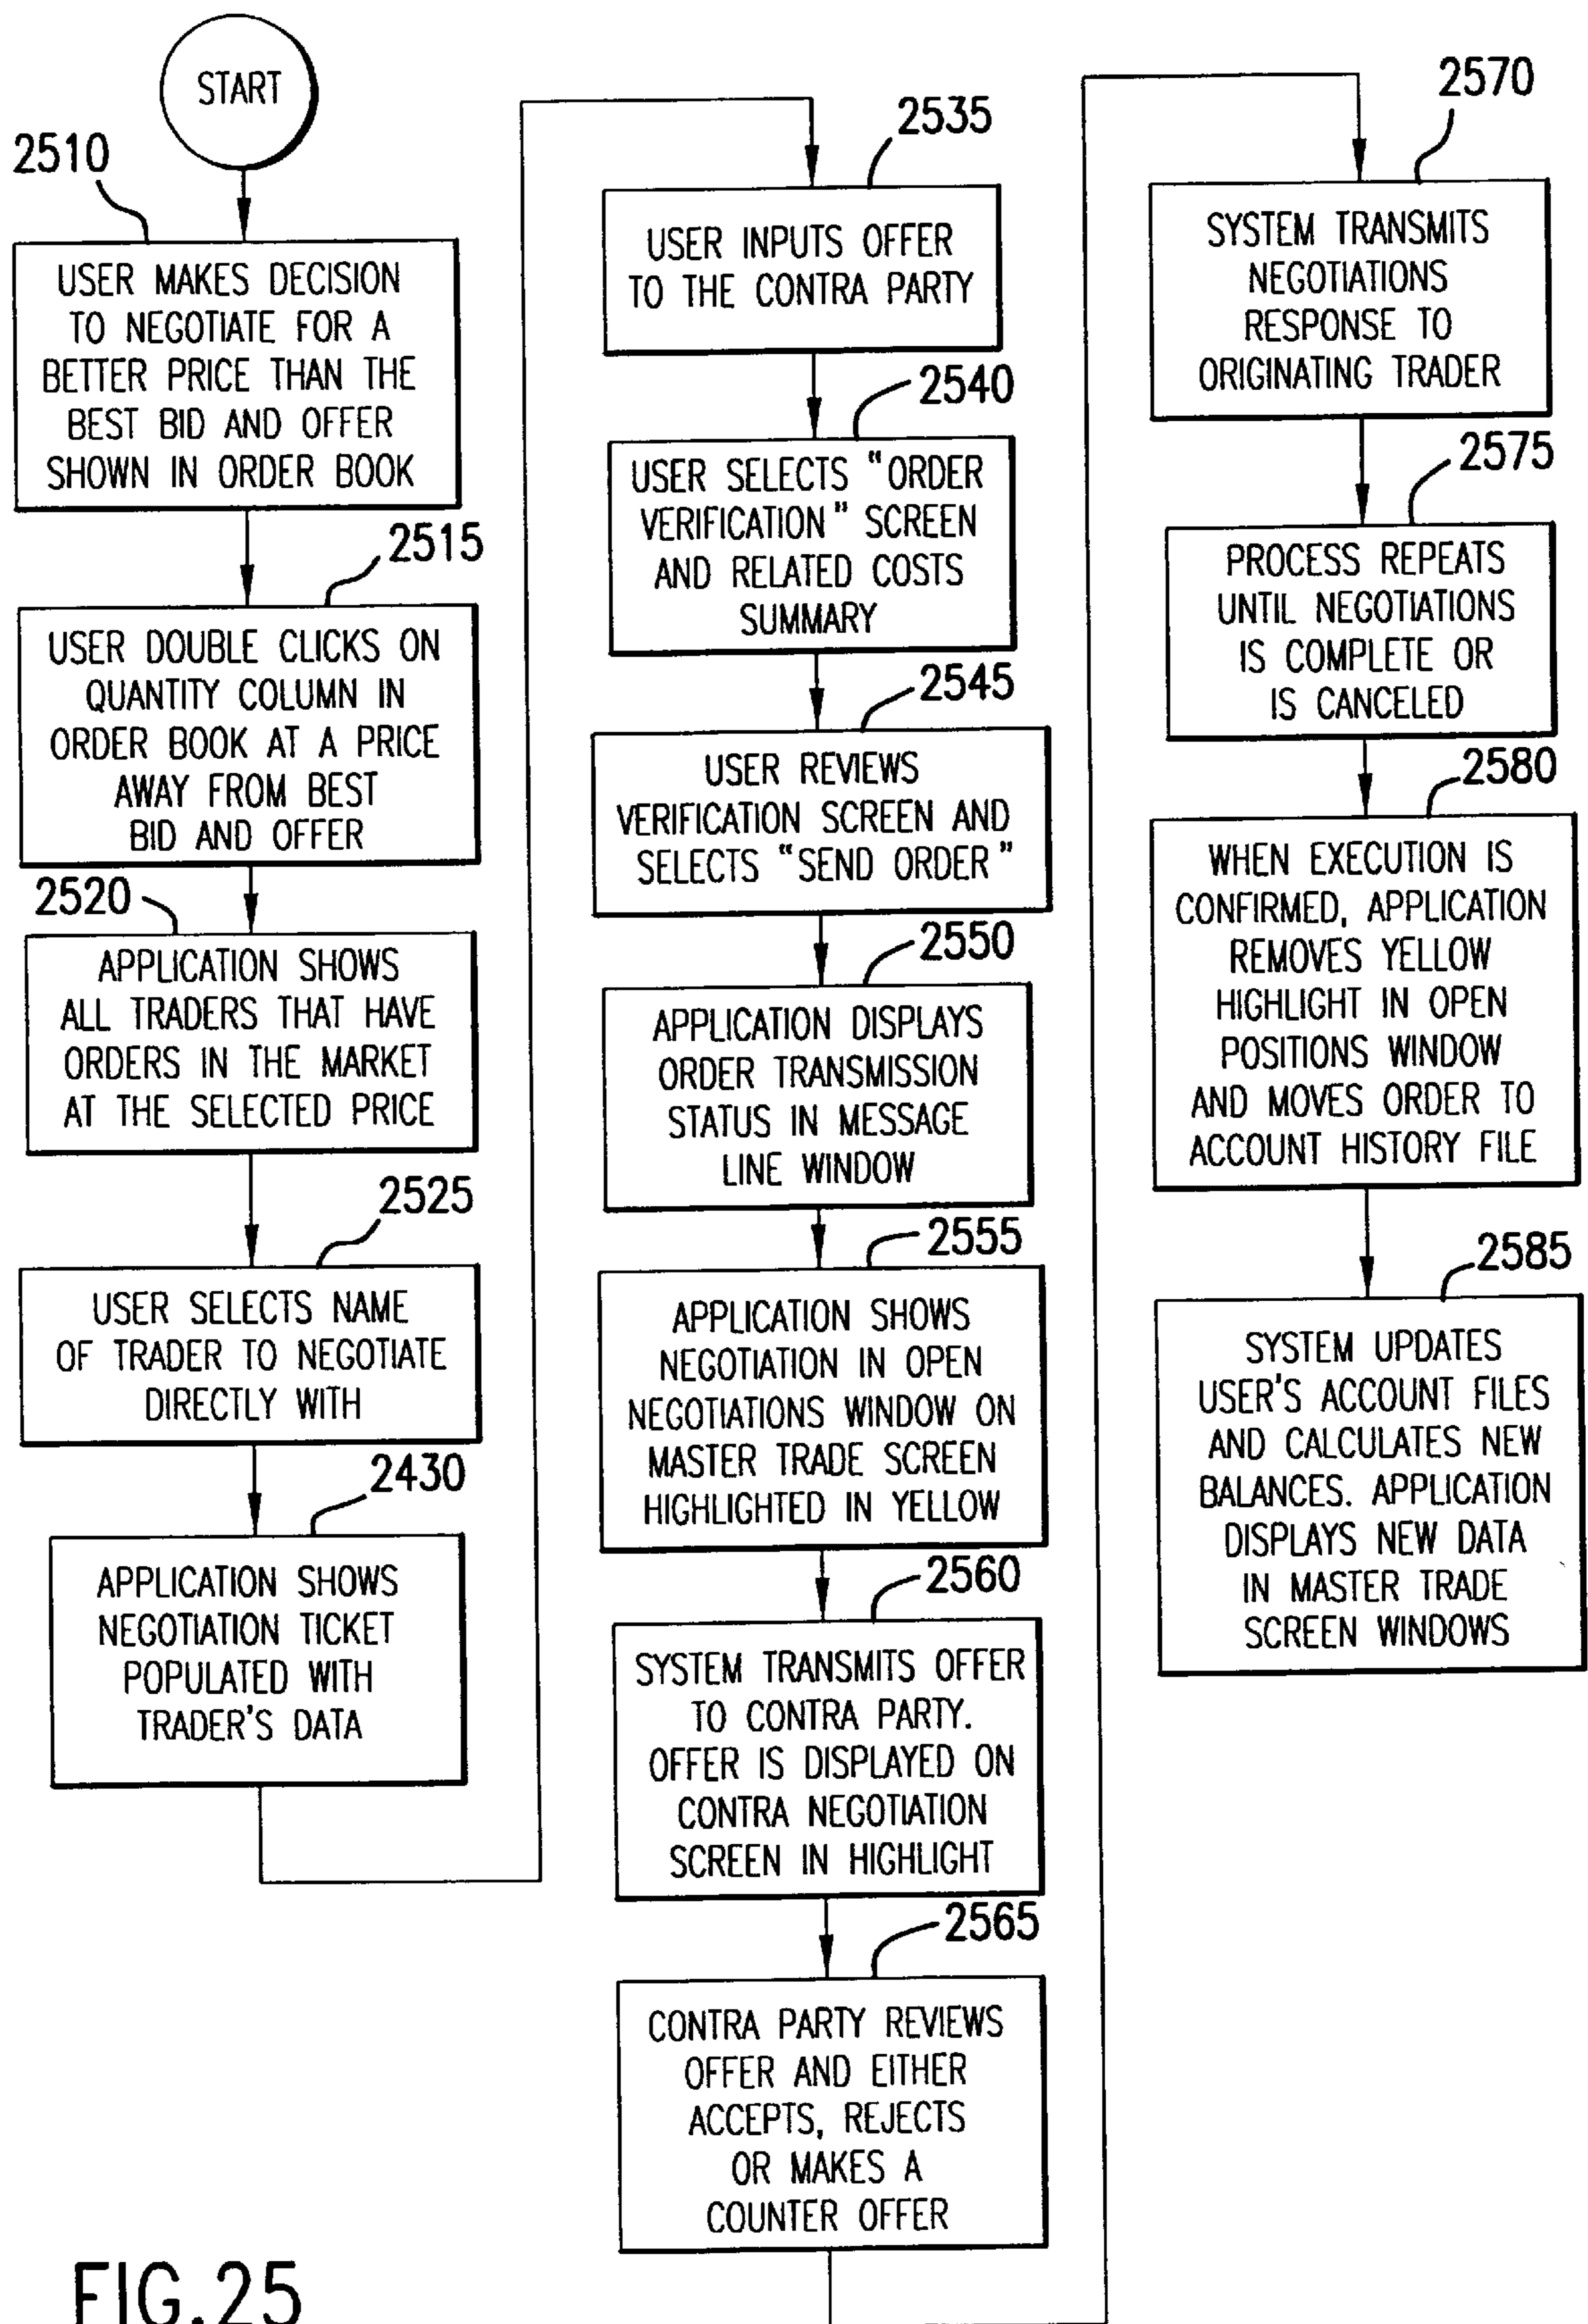 START
2510
USER MAKES DECISION
TO NEGOTIATE FOR A
BETTER PRICE THAN THE
BEST BID AND OFFER
SHOWN IN ORDER BOOK
2515
USER DOUBLE CLICKS ON
QUANTITY COLUMN IN
ORDER BOOK AT A PRICE
AWAY FROM BEST
BID AND OFFER
2520
APPLICATION SHOWS
ALL TRADERS THAT HAVE
ORDERS IN THE MARKET
AT THE SELECTED PRICE
2525
USER SELECTS NAME
OF TRADER TO NEGOTIATE
DIRECTLY WITH
2430
APPLICATION SHOWS
NEGOTIATION TICKET
POPULATED WITH
TRADER'S DATA
2535
USER INPUTS OFFER
TO THE CONTRA PARTY
2540
USER SELECTS "ORDER
VERIFICATION" SCREEN
AND RELATED COSTS
SUMMARY
2545
USER REVIEWS
VERIFICATION SCREEN AND
SELECTS "SEND ORDER"
2550
APPLICATION DISPLAYS
ORDER TRANSMISSION
STATUS IN MESSAGE
LINE WINDOW
2555
APPLICATION SHOWS
NEGOTIATION IN OPEN
NEGOTIATIONS WINDOW ON
MASTER TRADE SCREEN
HIGHLIGHTED IN YELLOW
2560
SYSTEM TRANSMITS OFFER
TO CONTRA PARTY.
OFFER IS DISPLAYED ON
CONTRA NEGOTIATION
SCREEN IN HIGHLIGHT
2565
CONTRA PARTY REVIEWS
OFFER AND EITHER
ACCEPTS, REJECTS
OR MAKES A
COUNTER OFFER
2570
SYSTEM TRANSMITS
NEGOTIATIONS
RESPONSE TO
ORIGINATING TRADER
2575
PROCESS REPEATS
UNTIL NEGOTIATIONS
IS COMPLETE OR
IS CANCELED
2580
WHEN EXECUTION IS
CONFIRMED, APPLICATION
REMOVES YELLOW
HIGHLIGHT IN OPEN
POSITIONS WINDOW
AND MOVES ORDER TO
ACCOUNT HISTORY FILE
2585
SYSTEM UPDATES
USER'S ACCOUNT FILES
AND CALCULATES NEW
BALANCES. APPLICATION
DISPLAYS NEW DATA
IN MASTER TRADE
SCREEN WINDOWS
FIG.25